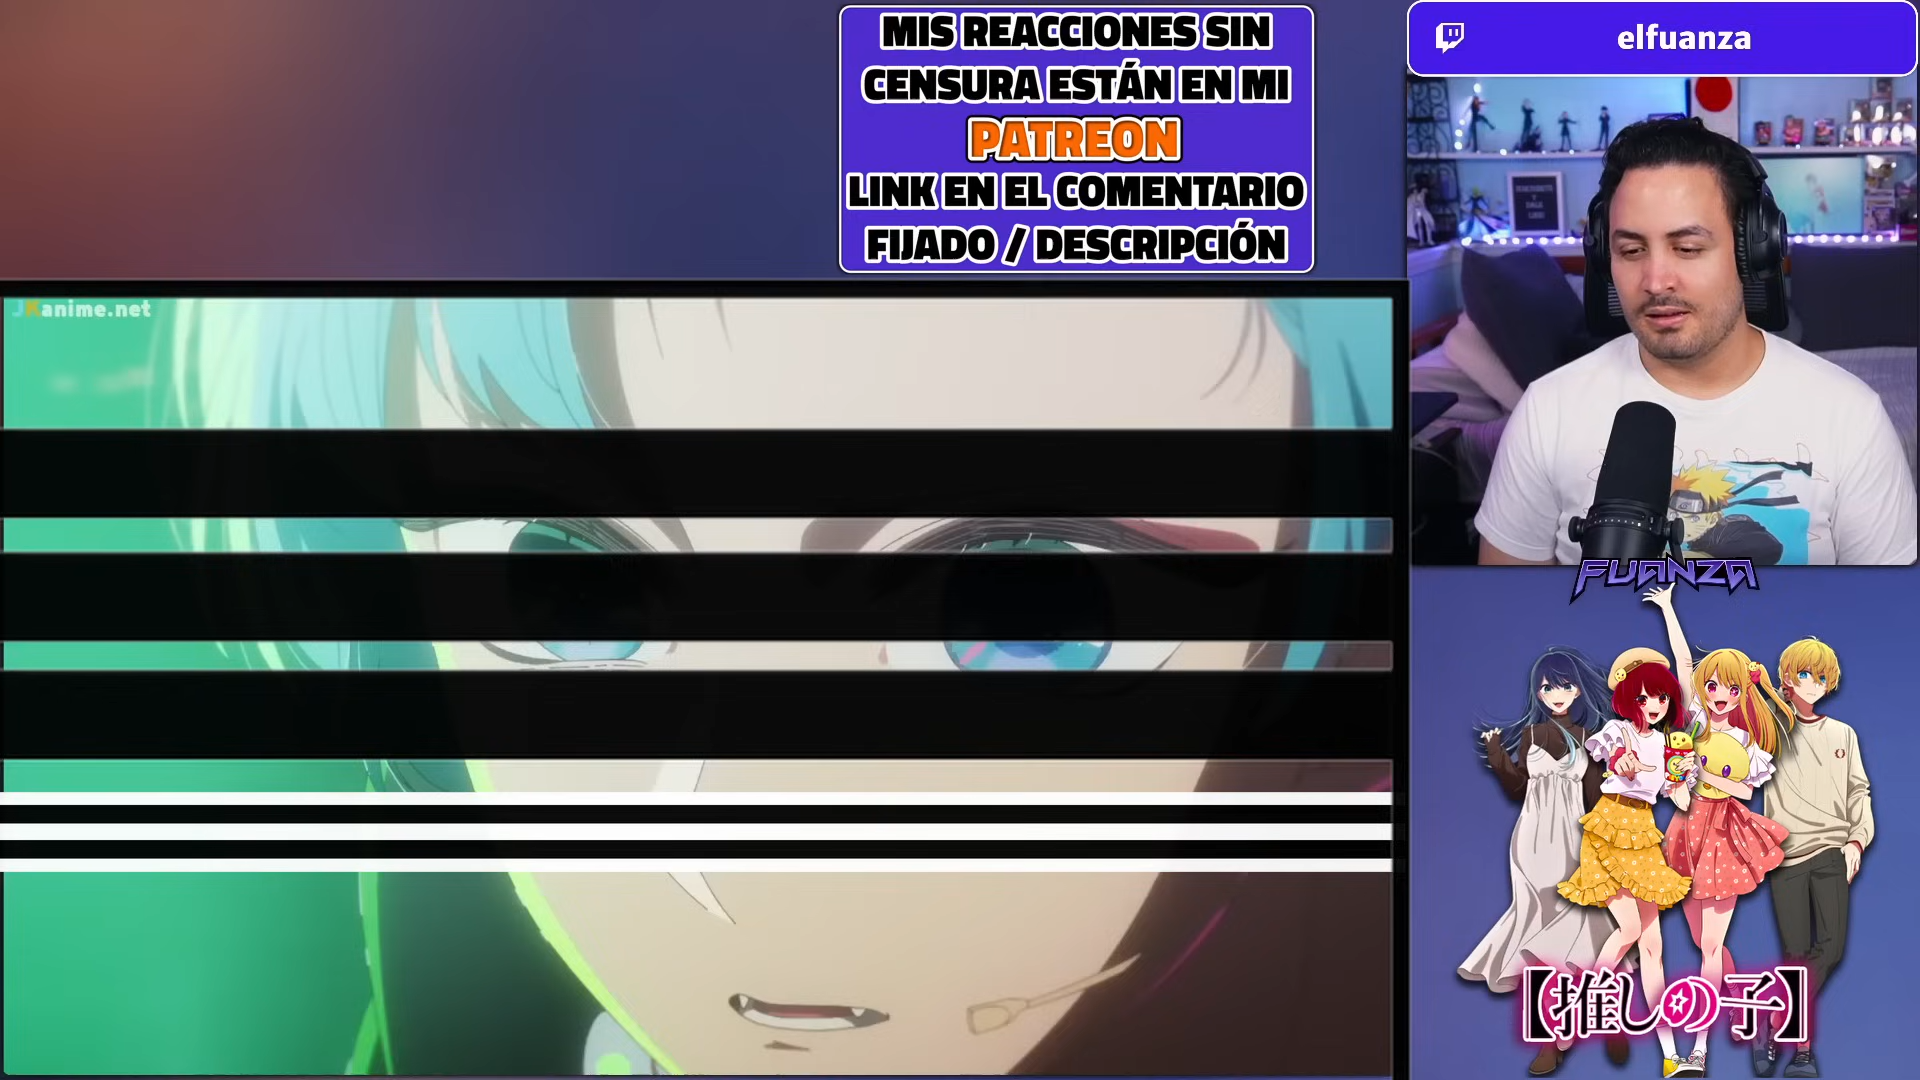 MIS REACCIONES SIN
CENSURA ESTÁN EN MI
PATREON
LINK EN EL COMENTARIO
FIJADO / DESCRIPCIÓN
elfuanza
JKanime.net
FUANZA
【推しの子】